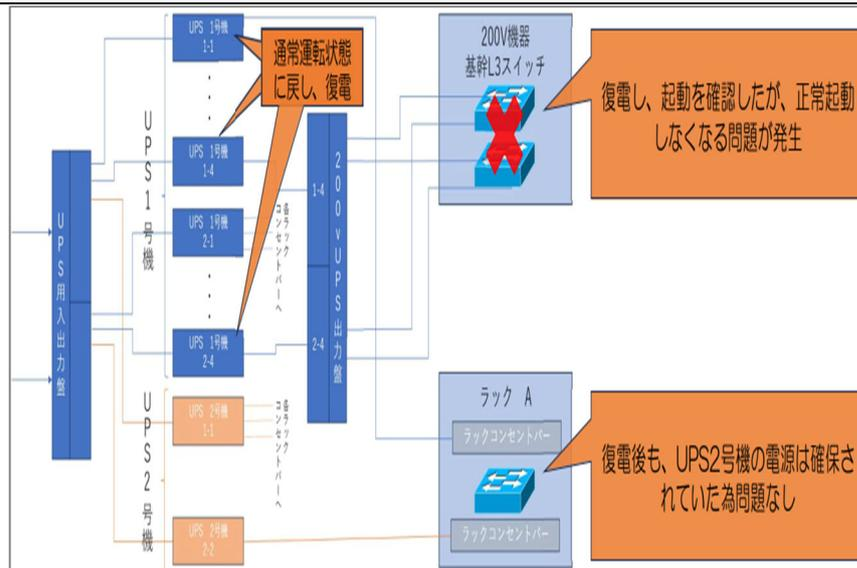 UPS 1号機
1-1
・・・・
UPS 1号機
1-4
UPS 1号機
2-1
・・・・
UPS 1号機
2-4
UPS 2号機
1-1
UPS 2号機
2-2
UPS用入出力盤
UPS1号機
UPS2号機
通常運転状態
に戻し、復電
各ラック
コンセントバーへ
各ラック
コンセントバーへ
1-4
2-4
200vUPS出力盤
200V機器
基幹L3スイッチ
復電し、起動を確認したが、正常起動
しなくなる問題が発生
ラック A
ラックコンセントバー
ラックコンセントバー
復電後も、UPS2号機の電源は確保さ
れていた為問題なし